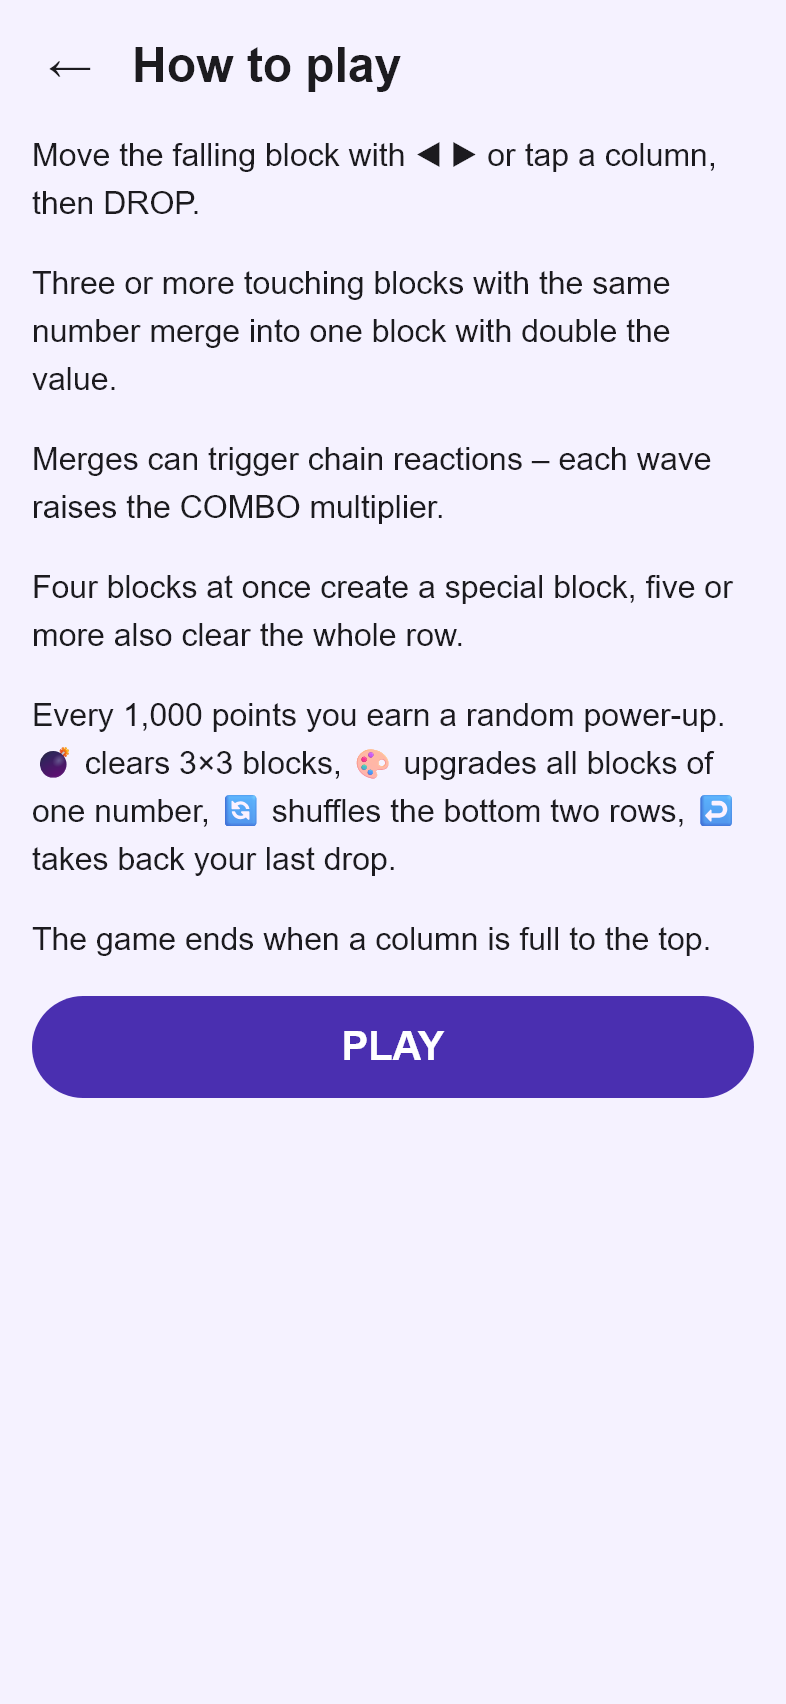 ← How to play
Move the falling block with ◀ ▶ or tap a column,
then DROP.
Three or more touching blocks with the same
number merge into one block with double the
value.
Merges can trigger chain reactions – each wave
raises the COMBO multiplier.
Four blocks at once create a special block, five or
more also clear the whole row.
Every 1,000 points you earn a random power-up.
💣 clears 3×3 blocks, 🎨 upgrades all blocks of
one number, 🔄 shuffles the bottom two rows, ↩️
takes back your last drop.
The game ends when a column is full to the top.
PLAY